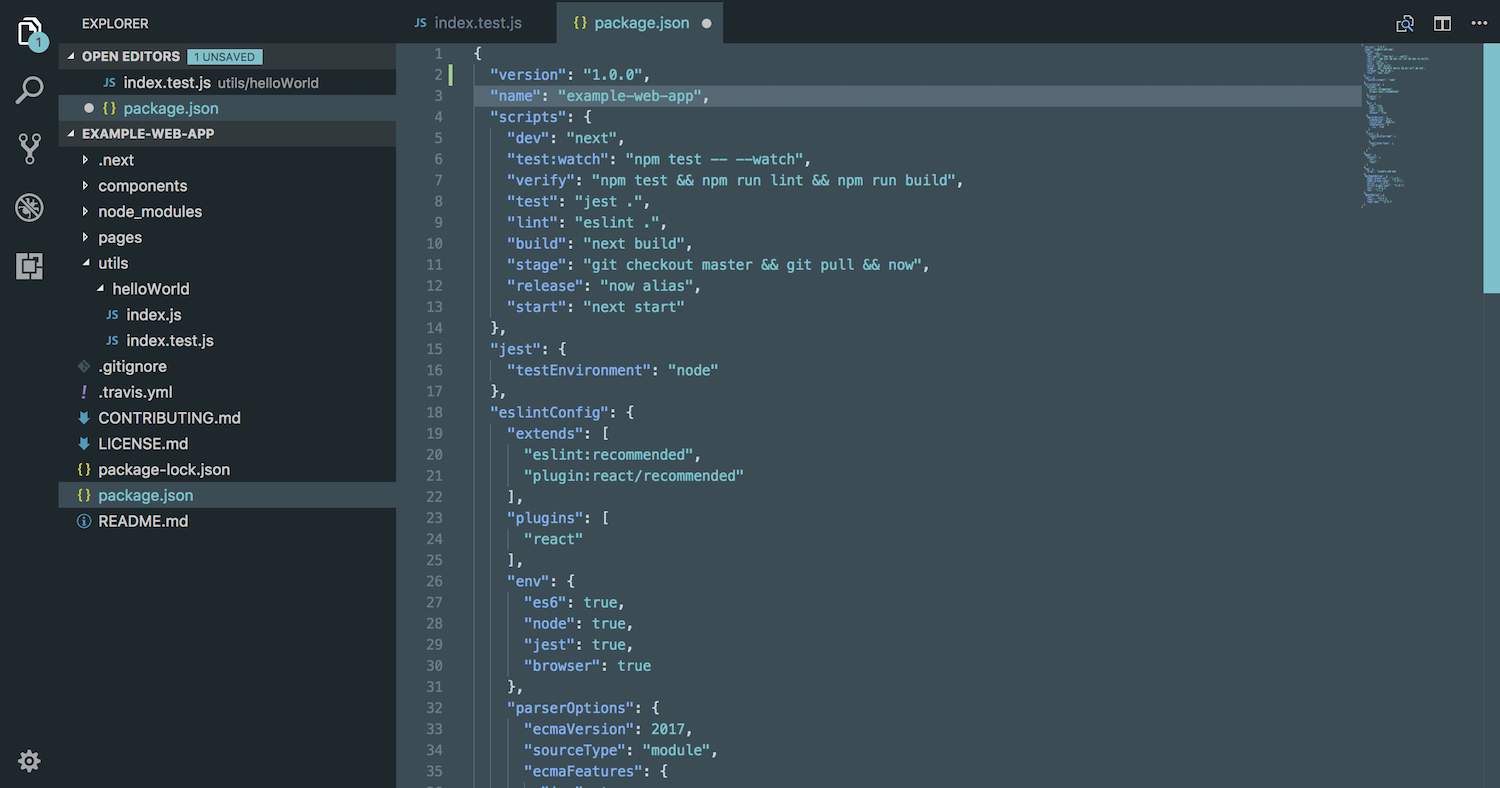 EXPLORER
OPEN EDITORS 1 UNSAVED
JS index.test.js utils/helloWorld
{} package.json
EXAMPLE-WEB-APP
.next
components
node_modules
pages
utils
helloWorld
JS index.js
JS index.test.js
.gitignore
! .travis.yml
CONTRIBUTING.md
LICENSE.md
{} package-lock.json
{} package.json
README.md
1
JS index.test.js
{} package.json
1 {
2 "version": "1.0.0",
3 "name": "example-web-app",
4 "scripts": {
5 "dev": "next",
6 "test:watch": "npm test -- --watch",
7 "verify": "npm test && npm run lint && npm run build",
8 "test": "jest .",
9 "lint": "eslint .",
10 "build": "next build",
11 "stage": "git checkout master && git pull && now",
12 "release": "now alias",
13 "start": "next start"
14 },
15 "jest": {
16 "testEnvironment": "node"
17 },
18 "eslintConfig": {
19 "extends": [
20 "eslint:recommended",
21 "plugin:react/recommended"
22 ],
23 "plugins": [
24 "react"
25 ],
26 "env": {
27 "es6": true,
28 "node": true,
29 "jest": true,
30 "browser": true
31 },
32 "parserOptions": {
33 "ecmaVersion": 2017,
34 "sourceType": "module",
35 "ecmaFeatures": {